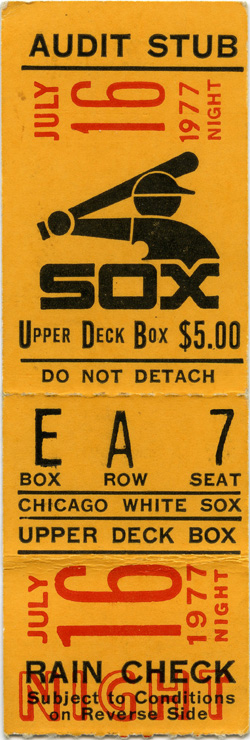 AUDIT STUB
JULY 16 1977 NIGHT
SOX
UPPER DECK BOX $5.00
DO NOT DETACH
E A 7
BOX ROW SEAT
CHICAGO WHITE SOX
UPPER DECK BOX
JULY 16 1977 NIGHT
NIGHT
RAIN CHECK
Subject to Conditions
on Reverse Side